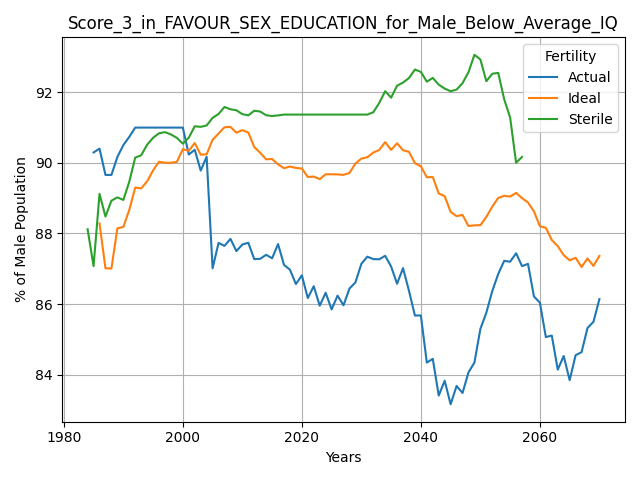 Score_3_in_FAVOUR_SEX_EDUCATION_for_Male_Below_Average_IQ
Fertility
Actual
Ideal
Sterile
% of Male Population
92
90
88
86
84
1980
2000
2020
2040
2060
Years